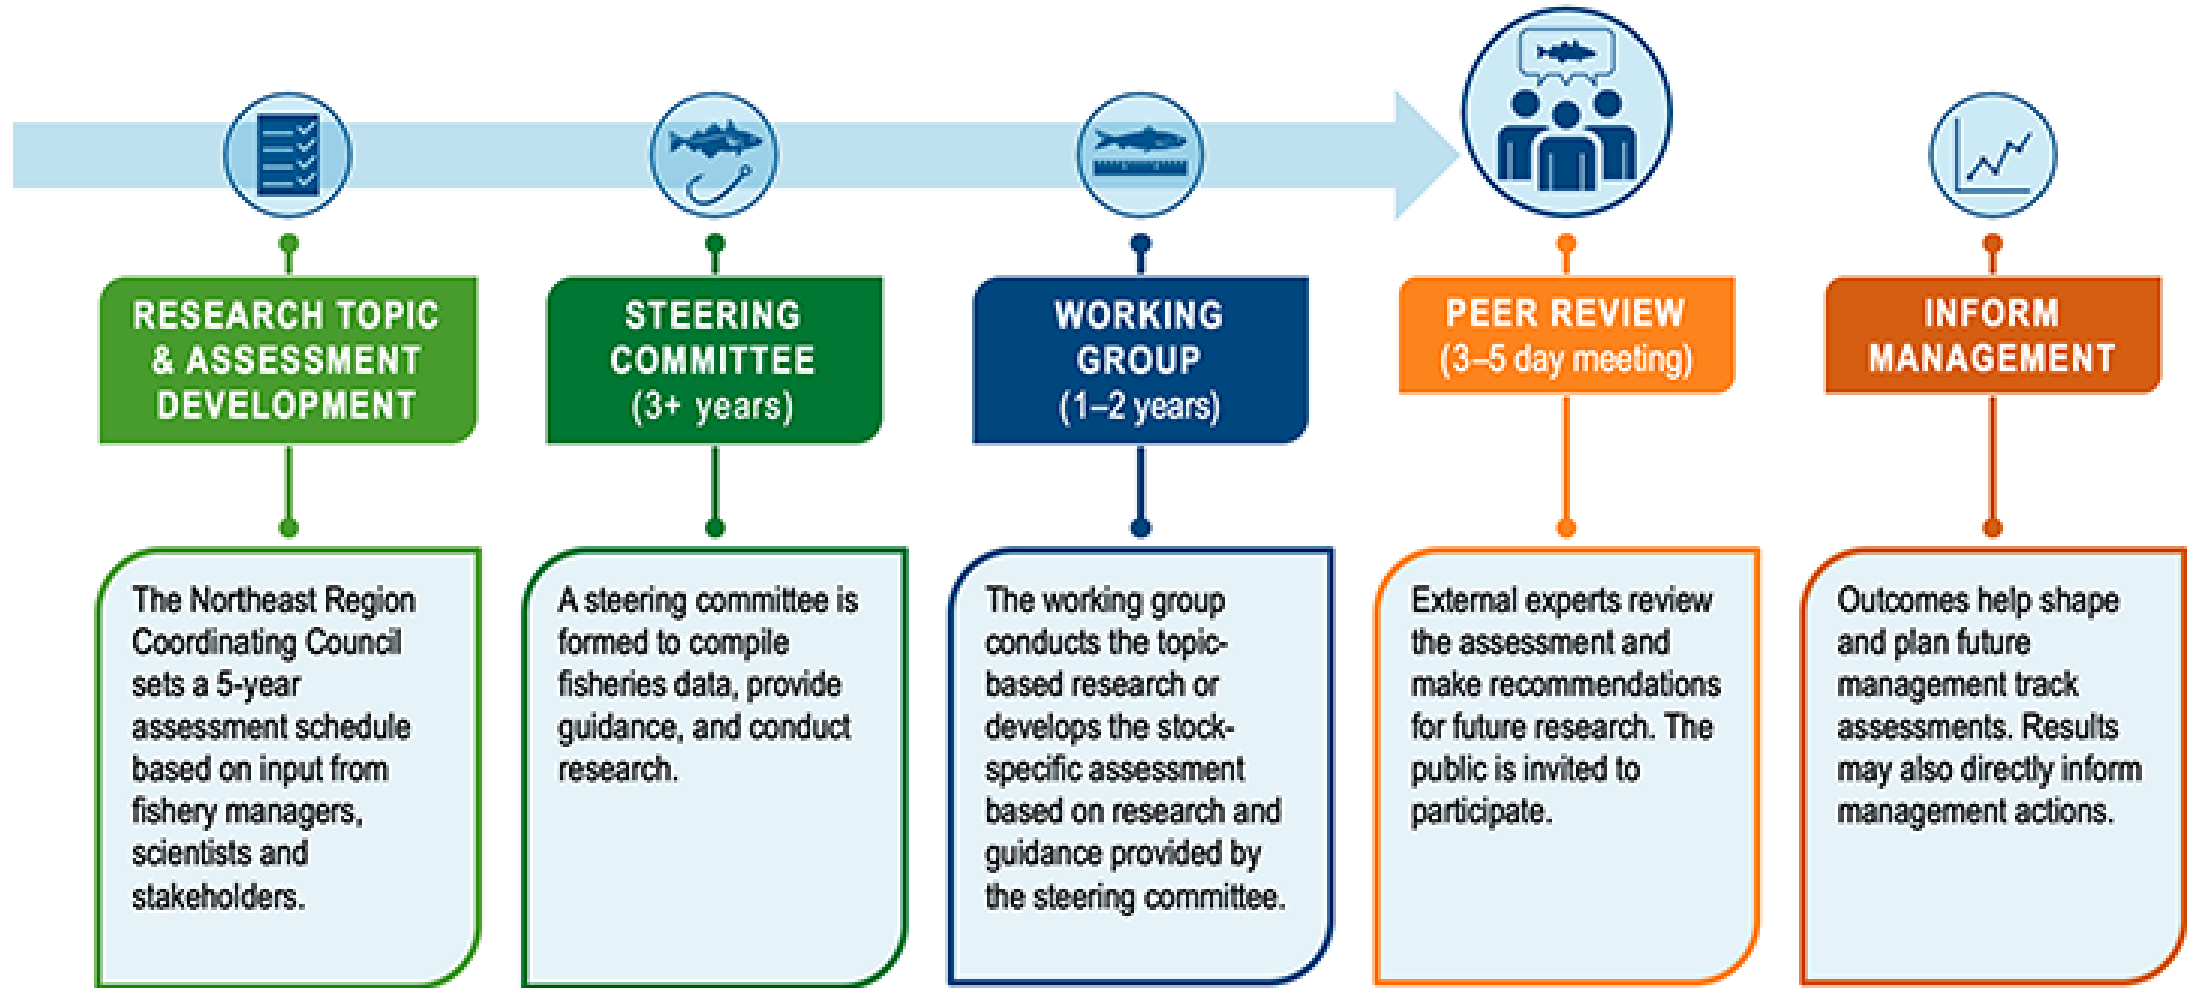 RESEARCH TOPIC
& ASSESSMENT
DEVELOPMENT
The Northeast Region
Coordinating Council
sets a 5-year
assessment schedule
based on input from
fishery managers,
scientists and
stakeholders.
STEERING
COMMITTEE
(3+ years)
A steering committee is
formed to compile
fisheries data, provide
guidance, and conduct
research.
WORKING
GROUP
(1–2 years)
The working group
conducts the topic-
based research or
develops the stock-
specific assessment
based on research and
guidance provided by
the steering committee.
PEER REVIEW
(3–5 day meeting)
External experts review
the assessment and
make recommendations
for future research. The
public is invited to
participate.
INFORM
MANAGEMENT
Outcomes help shape
and plan future
management track
assessments. Results
may also directly inform
management actions.